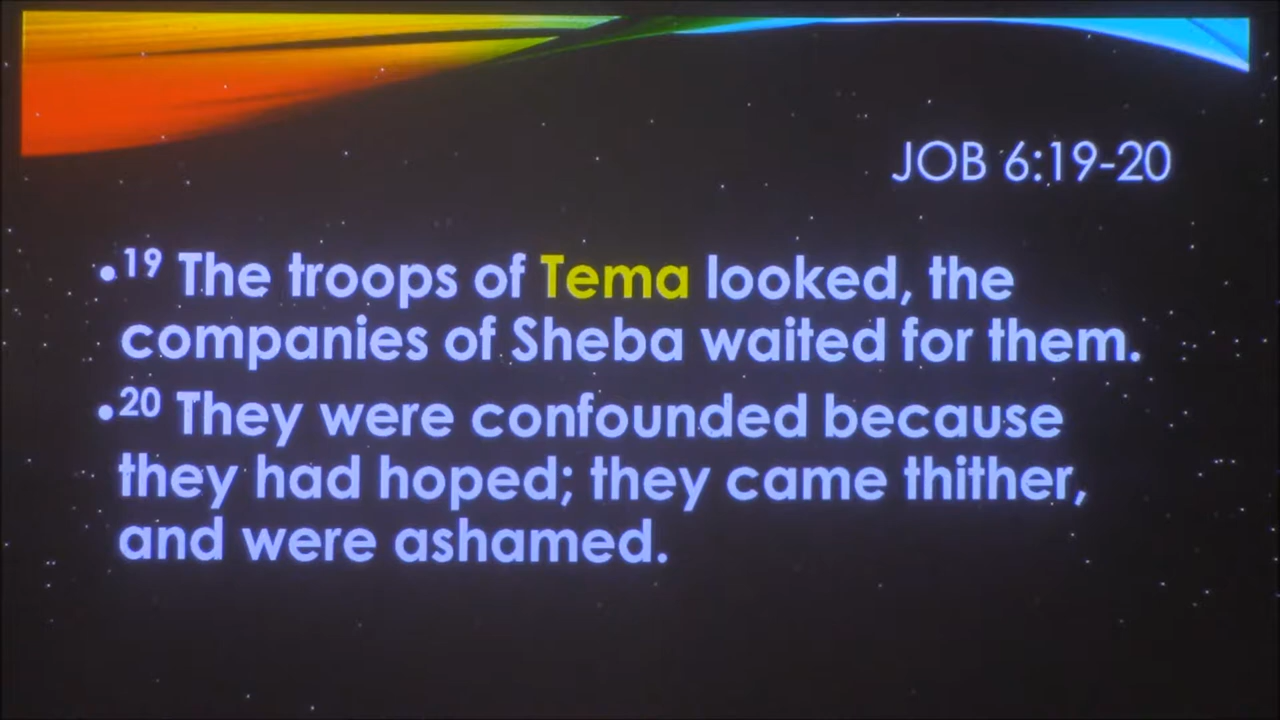 JOB 6:19-20
•19 The troops of Tema looked, the
companies of Sheba waited for them.
•20 They were confounded because
they had hoped; they came thither,
and were ashamed.